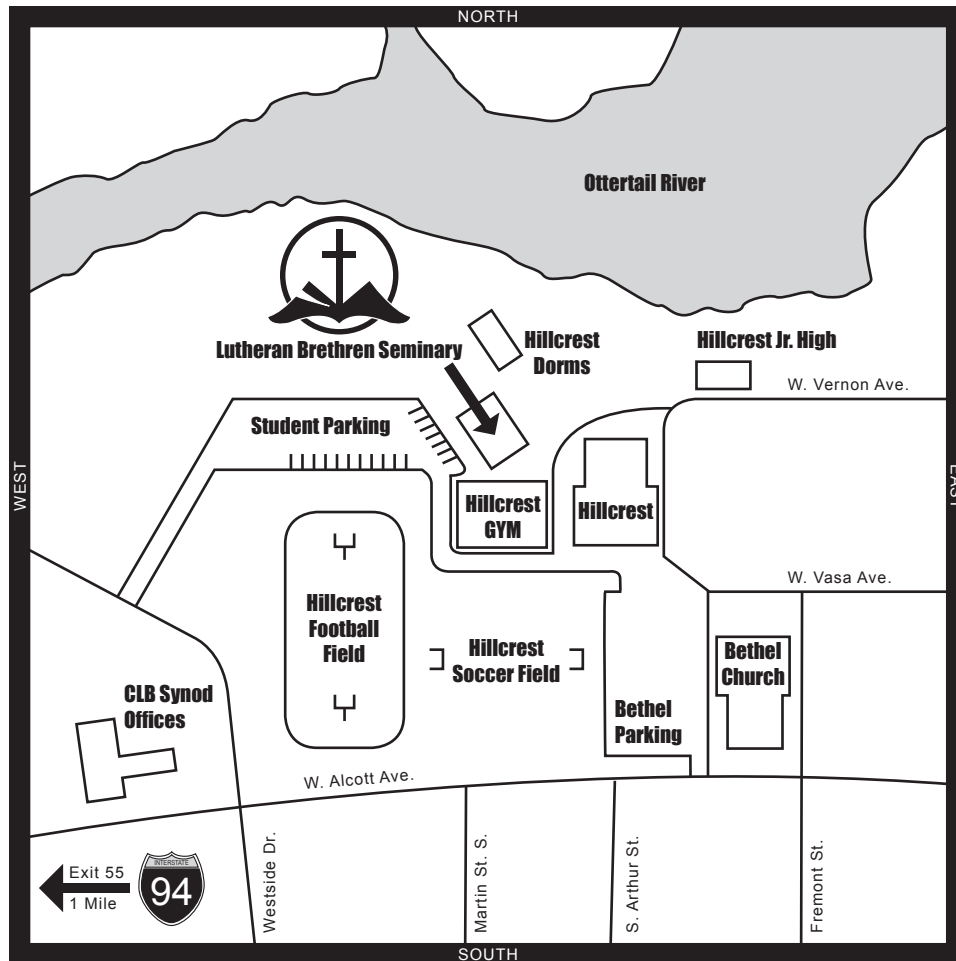 NORTH
Ottertail River
Lutheran Brethren Seminary
Hillcrest
Dorms
Hillcrest Jr. High
W. Vernon Ave.
Student Parking
WEST
EAST
Hillcrest
GYM
Hillcrest
W. Vasa Ave.
Hillcrest
Football
Field
Hillcrest
Soccer Field
Bethel
Church
CLB Synod
Offices
Bethel
Parking
W. Alcott Ave.
Westside Dr.
Martin St. S.
S. Arthur St.
Fremont St.
Exit 55
1 Mile
INTERSTATE
94
SOUTH